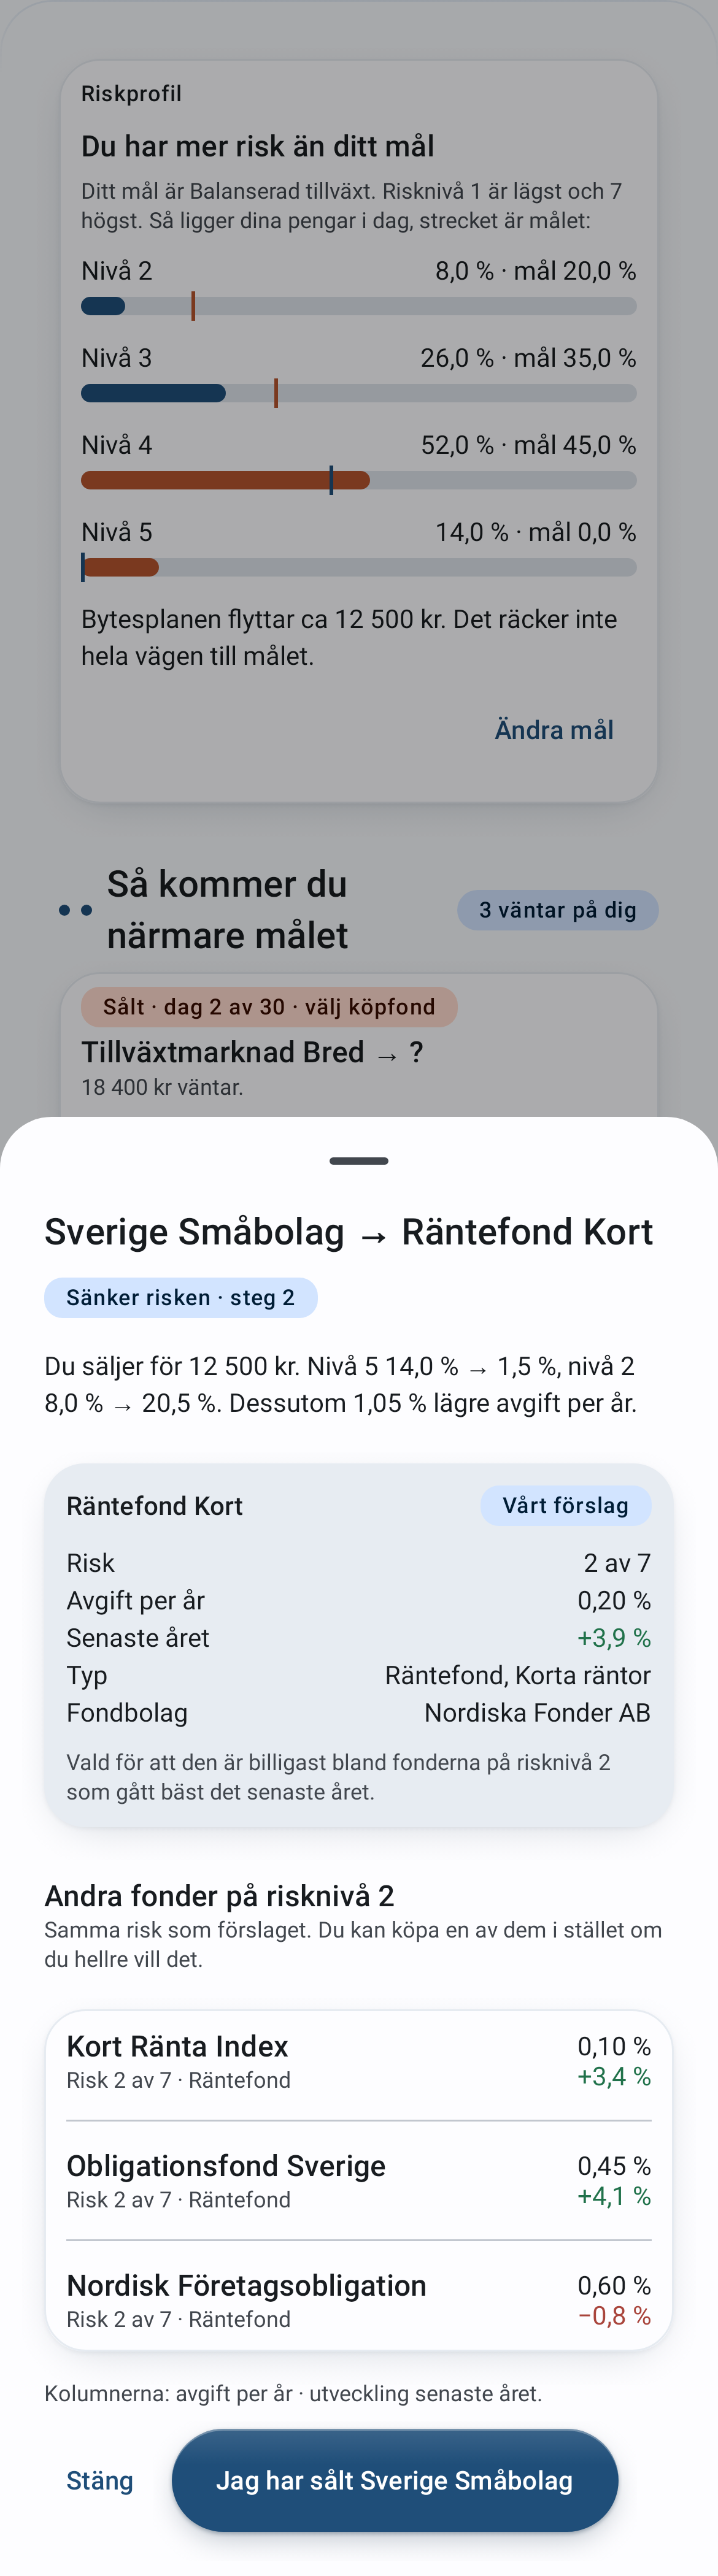 Riskprofil
Du har mer risk än ditt mål
Ditt mål är Balanserad tillväxt. Risknivå 1 är lägst och 7
högst. Så ligger dina pengar i dag, strecket är målet:
Nivå 2 8,0 % · mål 20,0 %
Nivå 3 26,0 % · mål 35,0 %
Nivå 4 52,0 % · mål 45,0 %
Nivå 5 14,0 % · mål 0,0 %
Bytesplanen flyttar ca 12 500 kr. Det räcker inte
hela vägen till målet.
Ändra mål
Så kommer du
närmare målet
3 väntar på dig
Sålt · dag 2 av 30 · välj köpfond
Tillväxtmarknad Bred → ?
18 400 kr väntar.
Sverige Småbolag → Räntefond Kort
Sänker risken · steg 2
Du säljer för 12 500 kr. Nivå 5 14,0 % → 1,5 %, nivå 2
8,0 % → 20,5 %. Dessutom 1,05 % lägre avgift per år.
Räntefond Kort Vårt förslag
Risk 2 av 7
Avgift per år 0,20 %
Senaste året +3,9 %
Typ Räntefond, Korta räntor
Fondbolag Nordiska Fonder AB
Vald för att den är billigast bland fonderna på risknivå 2
som gått bäst det senaste året.
Andra fonder på risknivå 2
Samma risk som förslaget. Du kan köpa en av dem i stället om
du hellre vill det.
Kort Ränta Index 0,10 %
Risk 2 av 7 · Räntefond +3,4 %
Obligationsfond Sverige 0,45 %
Risk 2 av 7 · Räntefond +4,1 %
Nordisk Företagsobligation 0,60 %
Risk 2 av 7 · Räntefond −0,8 %
Kolumnerna: avgift per år · utveckling senaste året.
Stäng Jag har sålt Sverige Småbolag